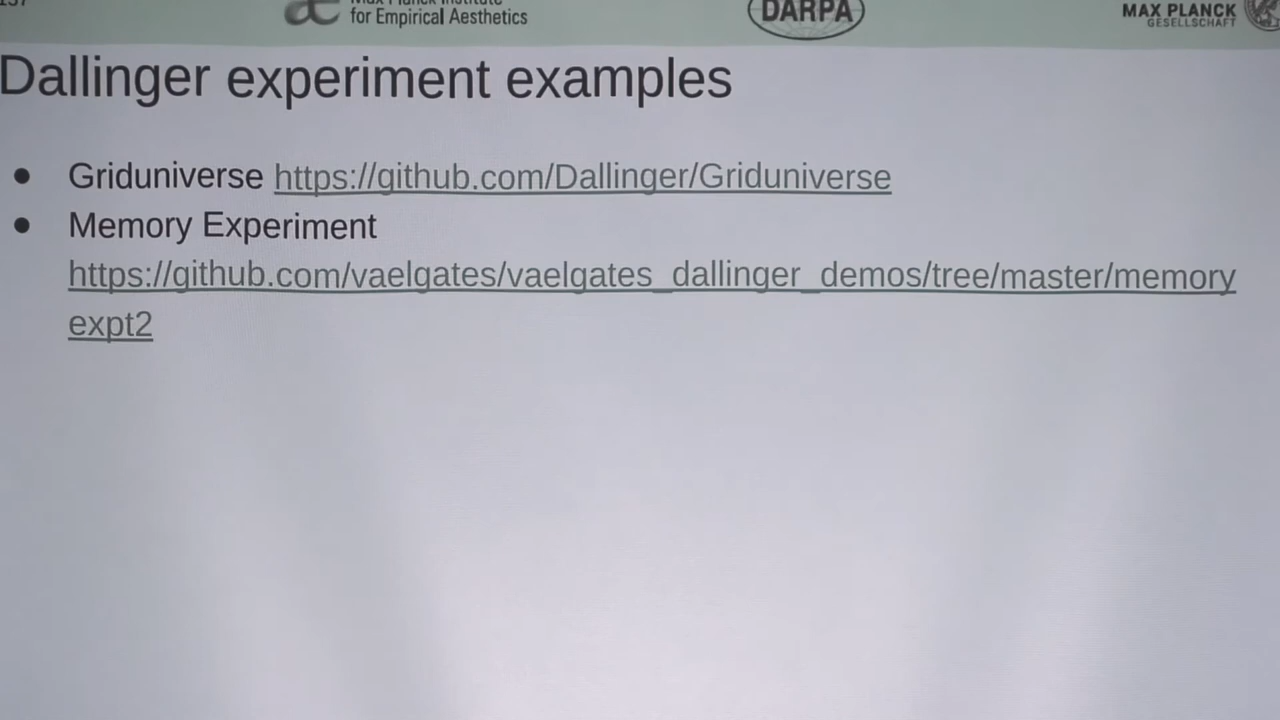 for Empirical Aesthetics
DARPA
MAX PLANCK
GESELLSCHAFT
Dallinger experiment examples
● Griduniverse https://github.com/Dallinger/Griduniverse
● Memory Experiment
https://github.com/vaelgates/vaelgates_dallinger_demos/tree/master/memory
expt2